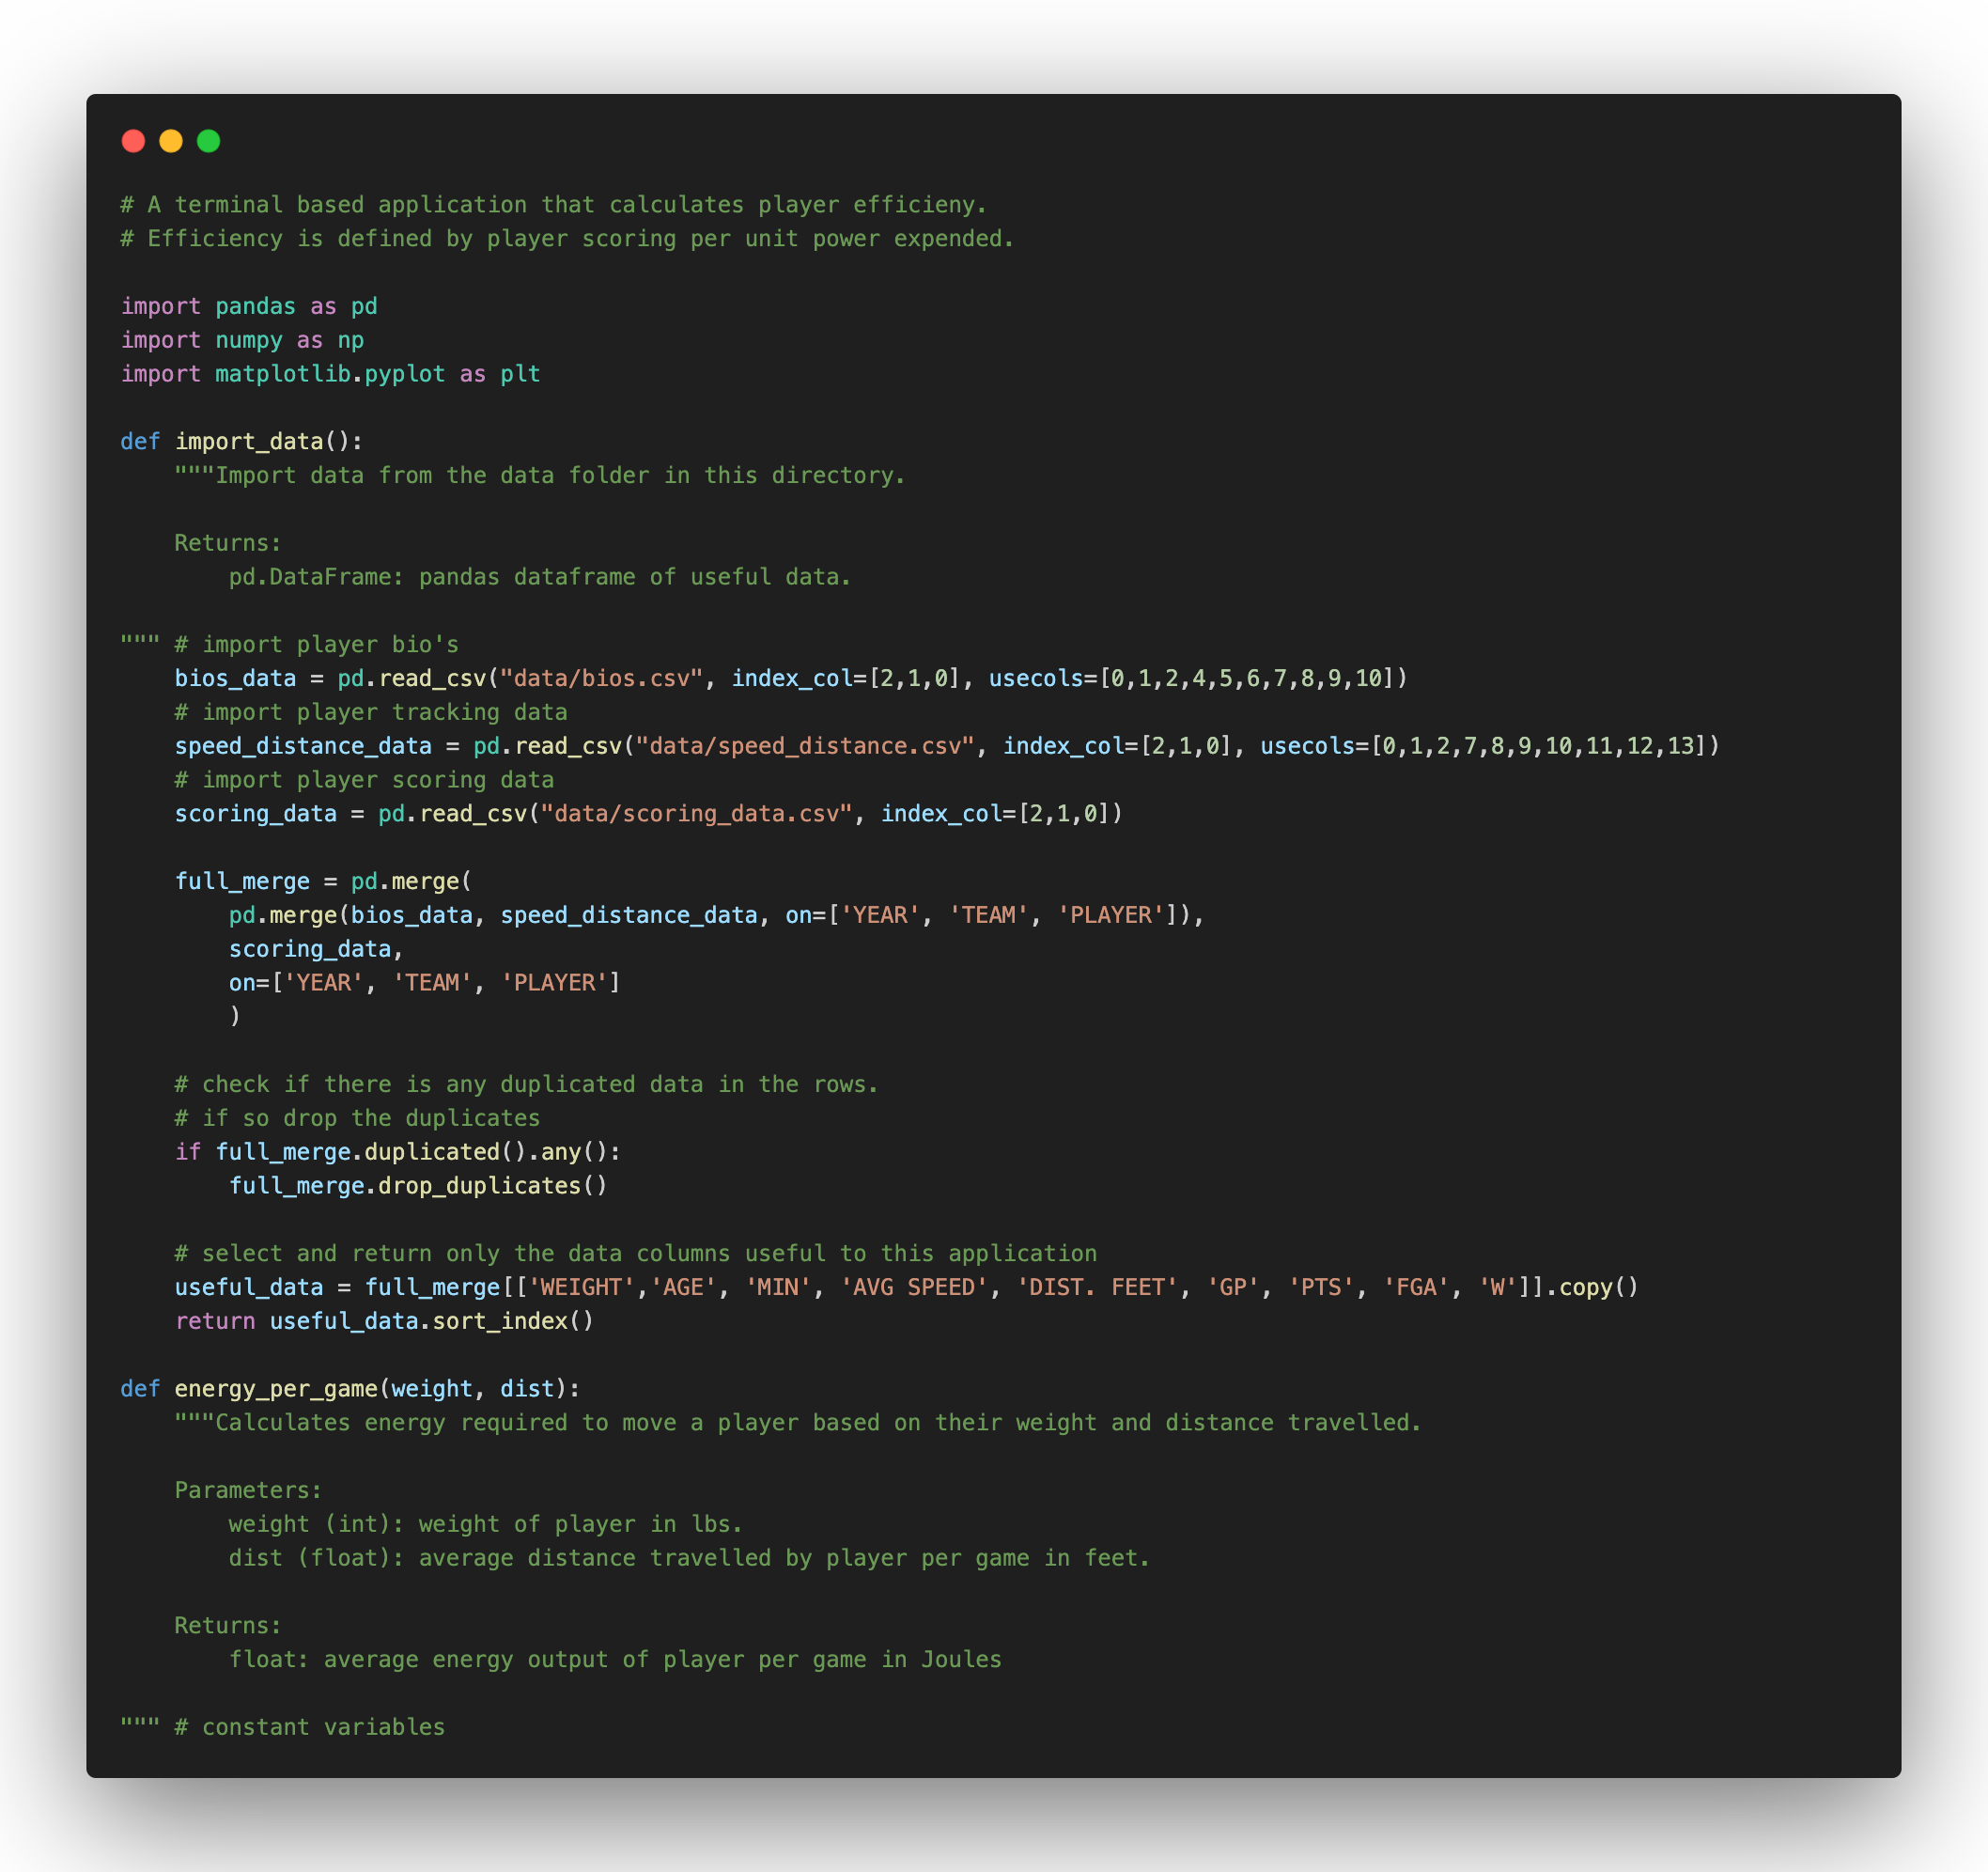 # A terminal based application that calculates player efficieny.
# Efficiency is defined by player scoring per unit power expended.
import pandas as pd
import numpy as np
import matplotlib.pyplot as plt
def import_data():
    """Import data from the data folder in this directory.
    Returns:
        pd.DataFrame: pandas dataframe of useful data.
""" # import player bio's
    bios_data = pd.read_csv("data/bios.csv", index_col=[2,1,0], usecols=[0,1,2,4,5,6,7,8,9,10])
    # import player tracking data
    speed_distance_data = pd.read_csv("data/speed_distance.csv", index_col=[2,1,0], usecols=[0,1,2,7,8,9,10,11,12,13])
    # import player scoring data
    scoring_data = pd.read_csv("data/scoring_data.csv", index_col=[2,1,0])
    full_merge = pd.merge(
        pd.merge(bios_data, speed_distance_data, on=['YEAR', 'TEAM', 'PLAYER']),
        scoring_data,
        on=['YEAR', 'TEAM', 'PLAYER']
        )
    # check if there is any duplicated data in the rows.
    # if so drop the duplicates
    if full_merge.duplicated().any():
        full_merge.drop_duplicates()
    # select and return only the data columns useful to this application
    useful_data = full_merge[['WEIGHT','AGE', 'MIN', 'AVG SPEED', 'DIST. FEET', 'GP', 'PTS', 'FGA', 'W']].copy()
    return useful_data.sort_index()
def energy_per_game(weight, dist):
    """Calculates energy required to move a player based on their weight and distance travelled.
    Parameters:
        weight (int): weight of player in lbs.
        dist (float): average distance travelled by player per game in feet.
    Returns:
        float: average energy output of player per game in Joules
""" # constant variables